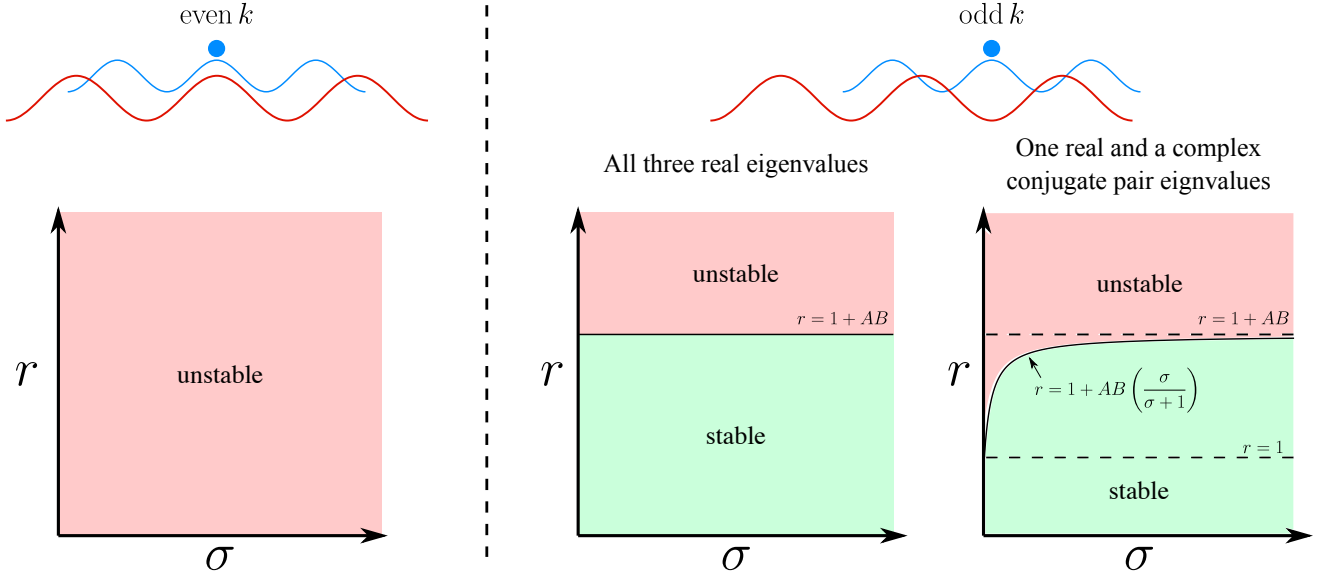 even k
odd k
All three real eigenvalues
One real and a complex
conjugate pair eignvalues
r
unstable
σ
r
unstable
r = 1 + AB
stable
σ
r
unstable
r = 1 + AB
r = 1 + AB (σ / σ + 1)
r = 1
stable
σ